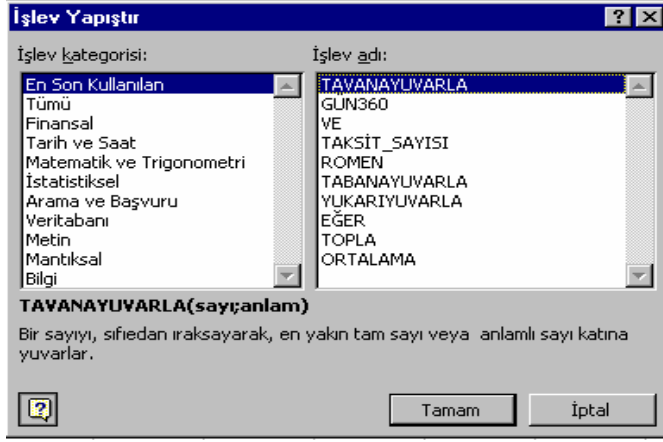 İşlev Yapıştır
İşlev kategorisi:
En Son Kullanılan
Tümü
Finansal
Tarih ve Saat
Matematik ve Trigonometri
İstatistiksel
Arama ve Başvuru
Veritabanı
Metin
Mantıksal
Bilgi
İşlev adı:
TAVANAYUVARLA
GÜN360
VE
TAKSİT_SAYISI
ROMEN
TABANAYUVARLA
YUKARIYUVARLA
EĞER
TOPLA
ORTALAMA
TAVANAYUVARLA(sayı;anlam)
Bir sayıyı, sıfıedan ıraksayarak, en yakın tam sayı veya anlamlı sayı katına
yuvarlar.
Tamam
İptal